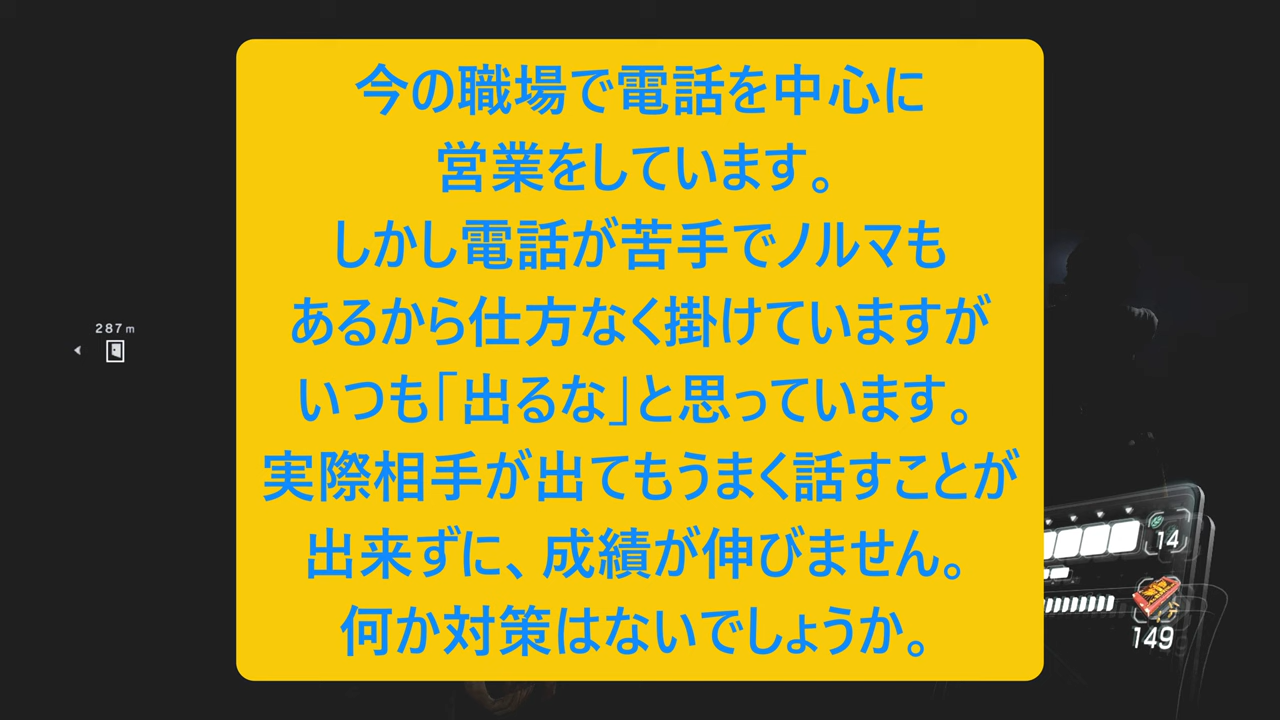 今の職場で電話を中心に
営業をしています。
しかし電話が苦手でノルマも
あるから仕方なく掛けていますが
いつも「出るな」と思っています。
実際相手が出てもうまく話すことが
出来ずに、成績が伸びません。
何か対策はないでしょうか。
287m
14
149